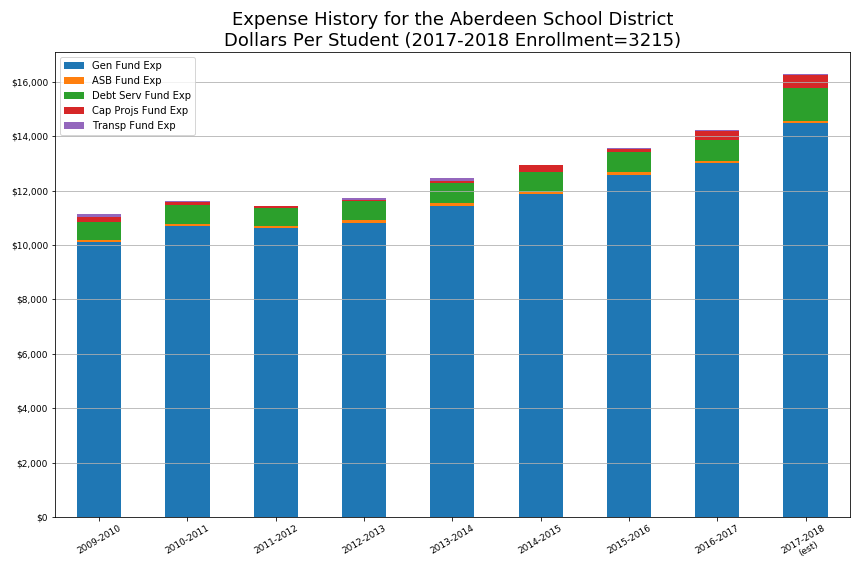 Expense History for the Aberdeen School District
Dollars Per Student (2017-2018 Enrollment=3215)
Gen Fund Exp
ASB Fund Exp
Debt Serv Fund Exp
Cap Projs Fund Exp
Transp Fund Exp
$16,000
$14,000
$12,000
$10,000
$8,000
$6,000
$4,000
$2,000
$0
2009-2010
2010-2011
2011-2012
2012-2013
2013-2014
2014-2015
2015-2016
2016-2017
2017-2018
(est)